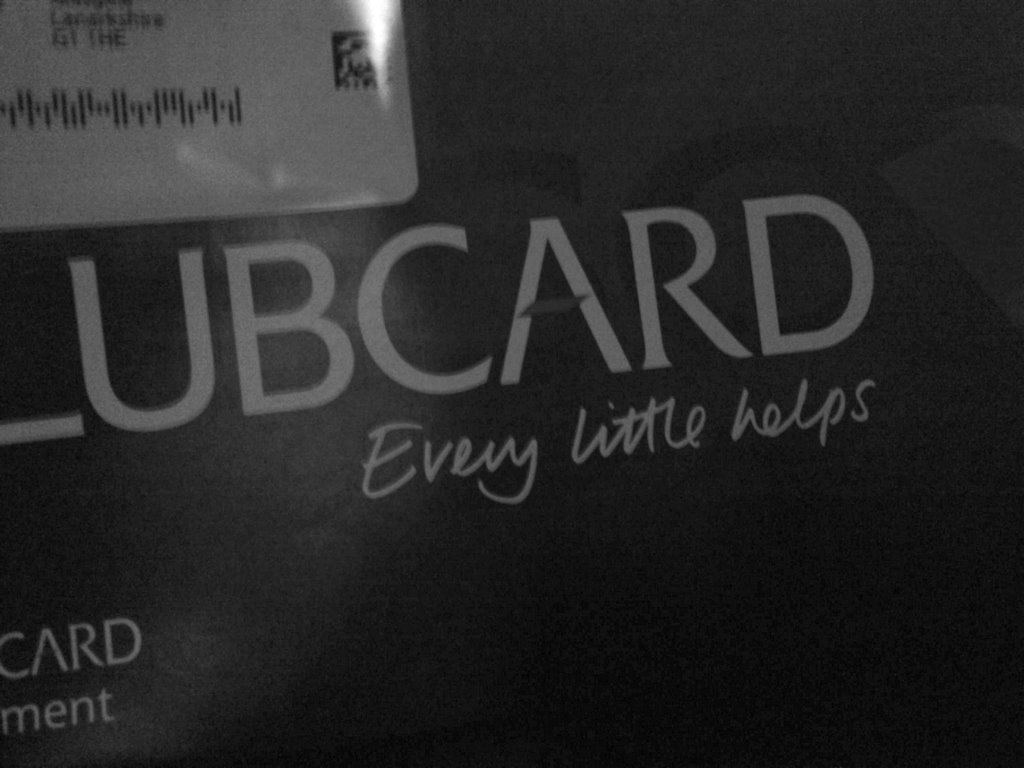 Lanarkshire
G1 1HE
LUBCARD
Every little helps
CARD
ment